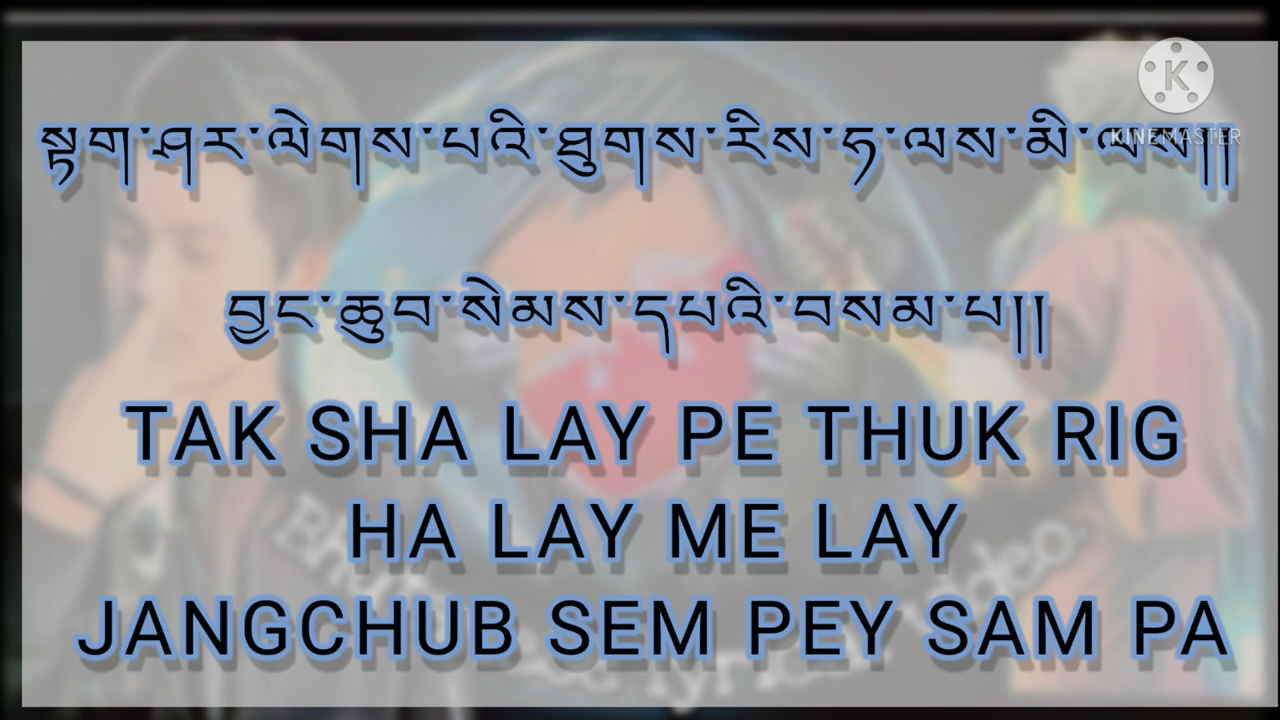 སྟག་ཤར་ལེགས་པའི་ཐུགས་རིས་ཧ་ལས་མི་ལས།།
བྱང་ཆུབ་སེམས་དཔའི་བསམ་པ།།
TAK SHA LAY PE THUK RIG
HA LAY ME LAY
JANGCHUB SEM PEY SAM PA
KINEMASTER